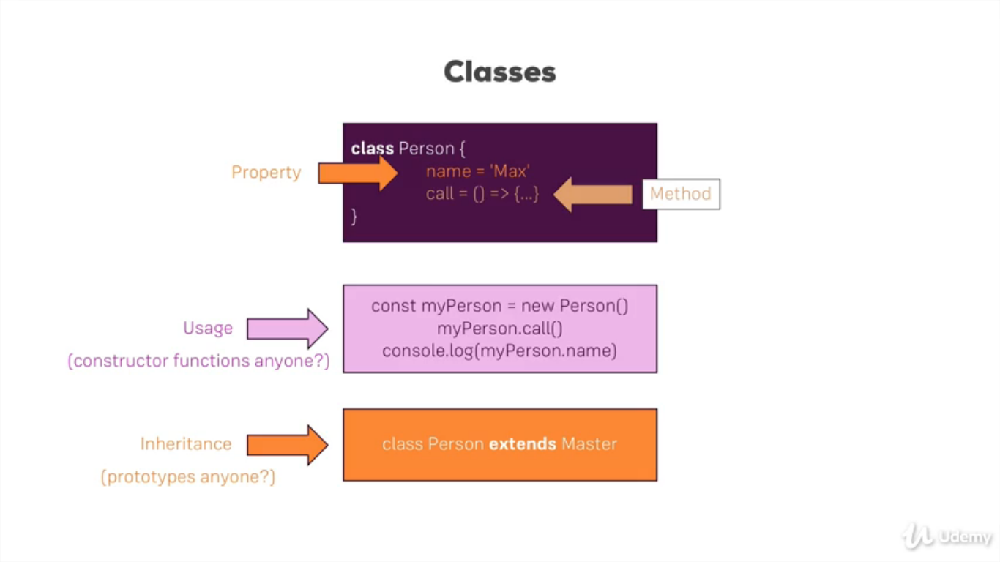 Classes
class Person {
Property
name = 'Max'
call = () => {...}
Method
}
Usage
(constructor functions anyone?)
const myPerson = new Person()
myPerson.call()
console.log(myPerson.name)
Inheritance
(prototypes anyone?)
class Person extends Master
Udemy